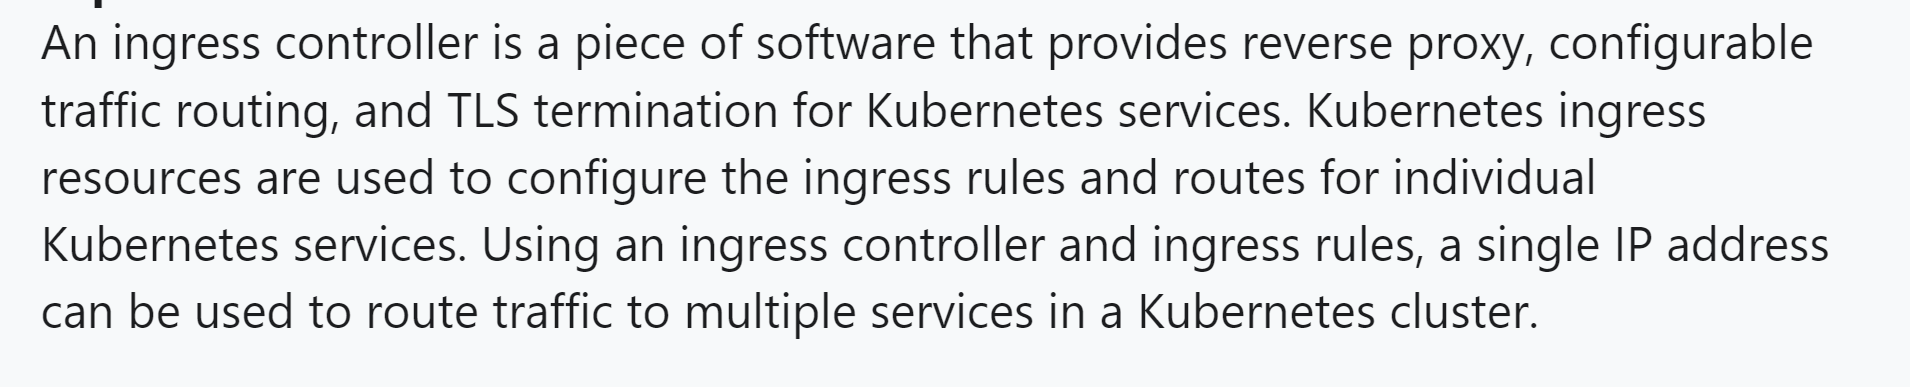 An ingress controller is a piece of software that provides reverse proxy, configurable
traffic routing, and TLS termination for Kubernetes services. Kubernetes ingress
resources are used to configure the ingress rules and routes for individual
Kubernetes services. Using an ingress controller and ingress rules, a single IP address
can be used to route traffic to multiple services in a Kubernetes cluster.